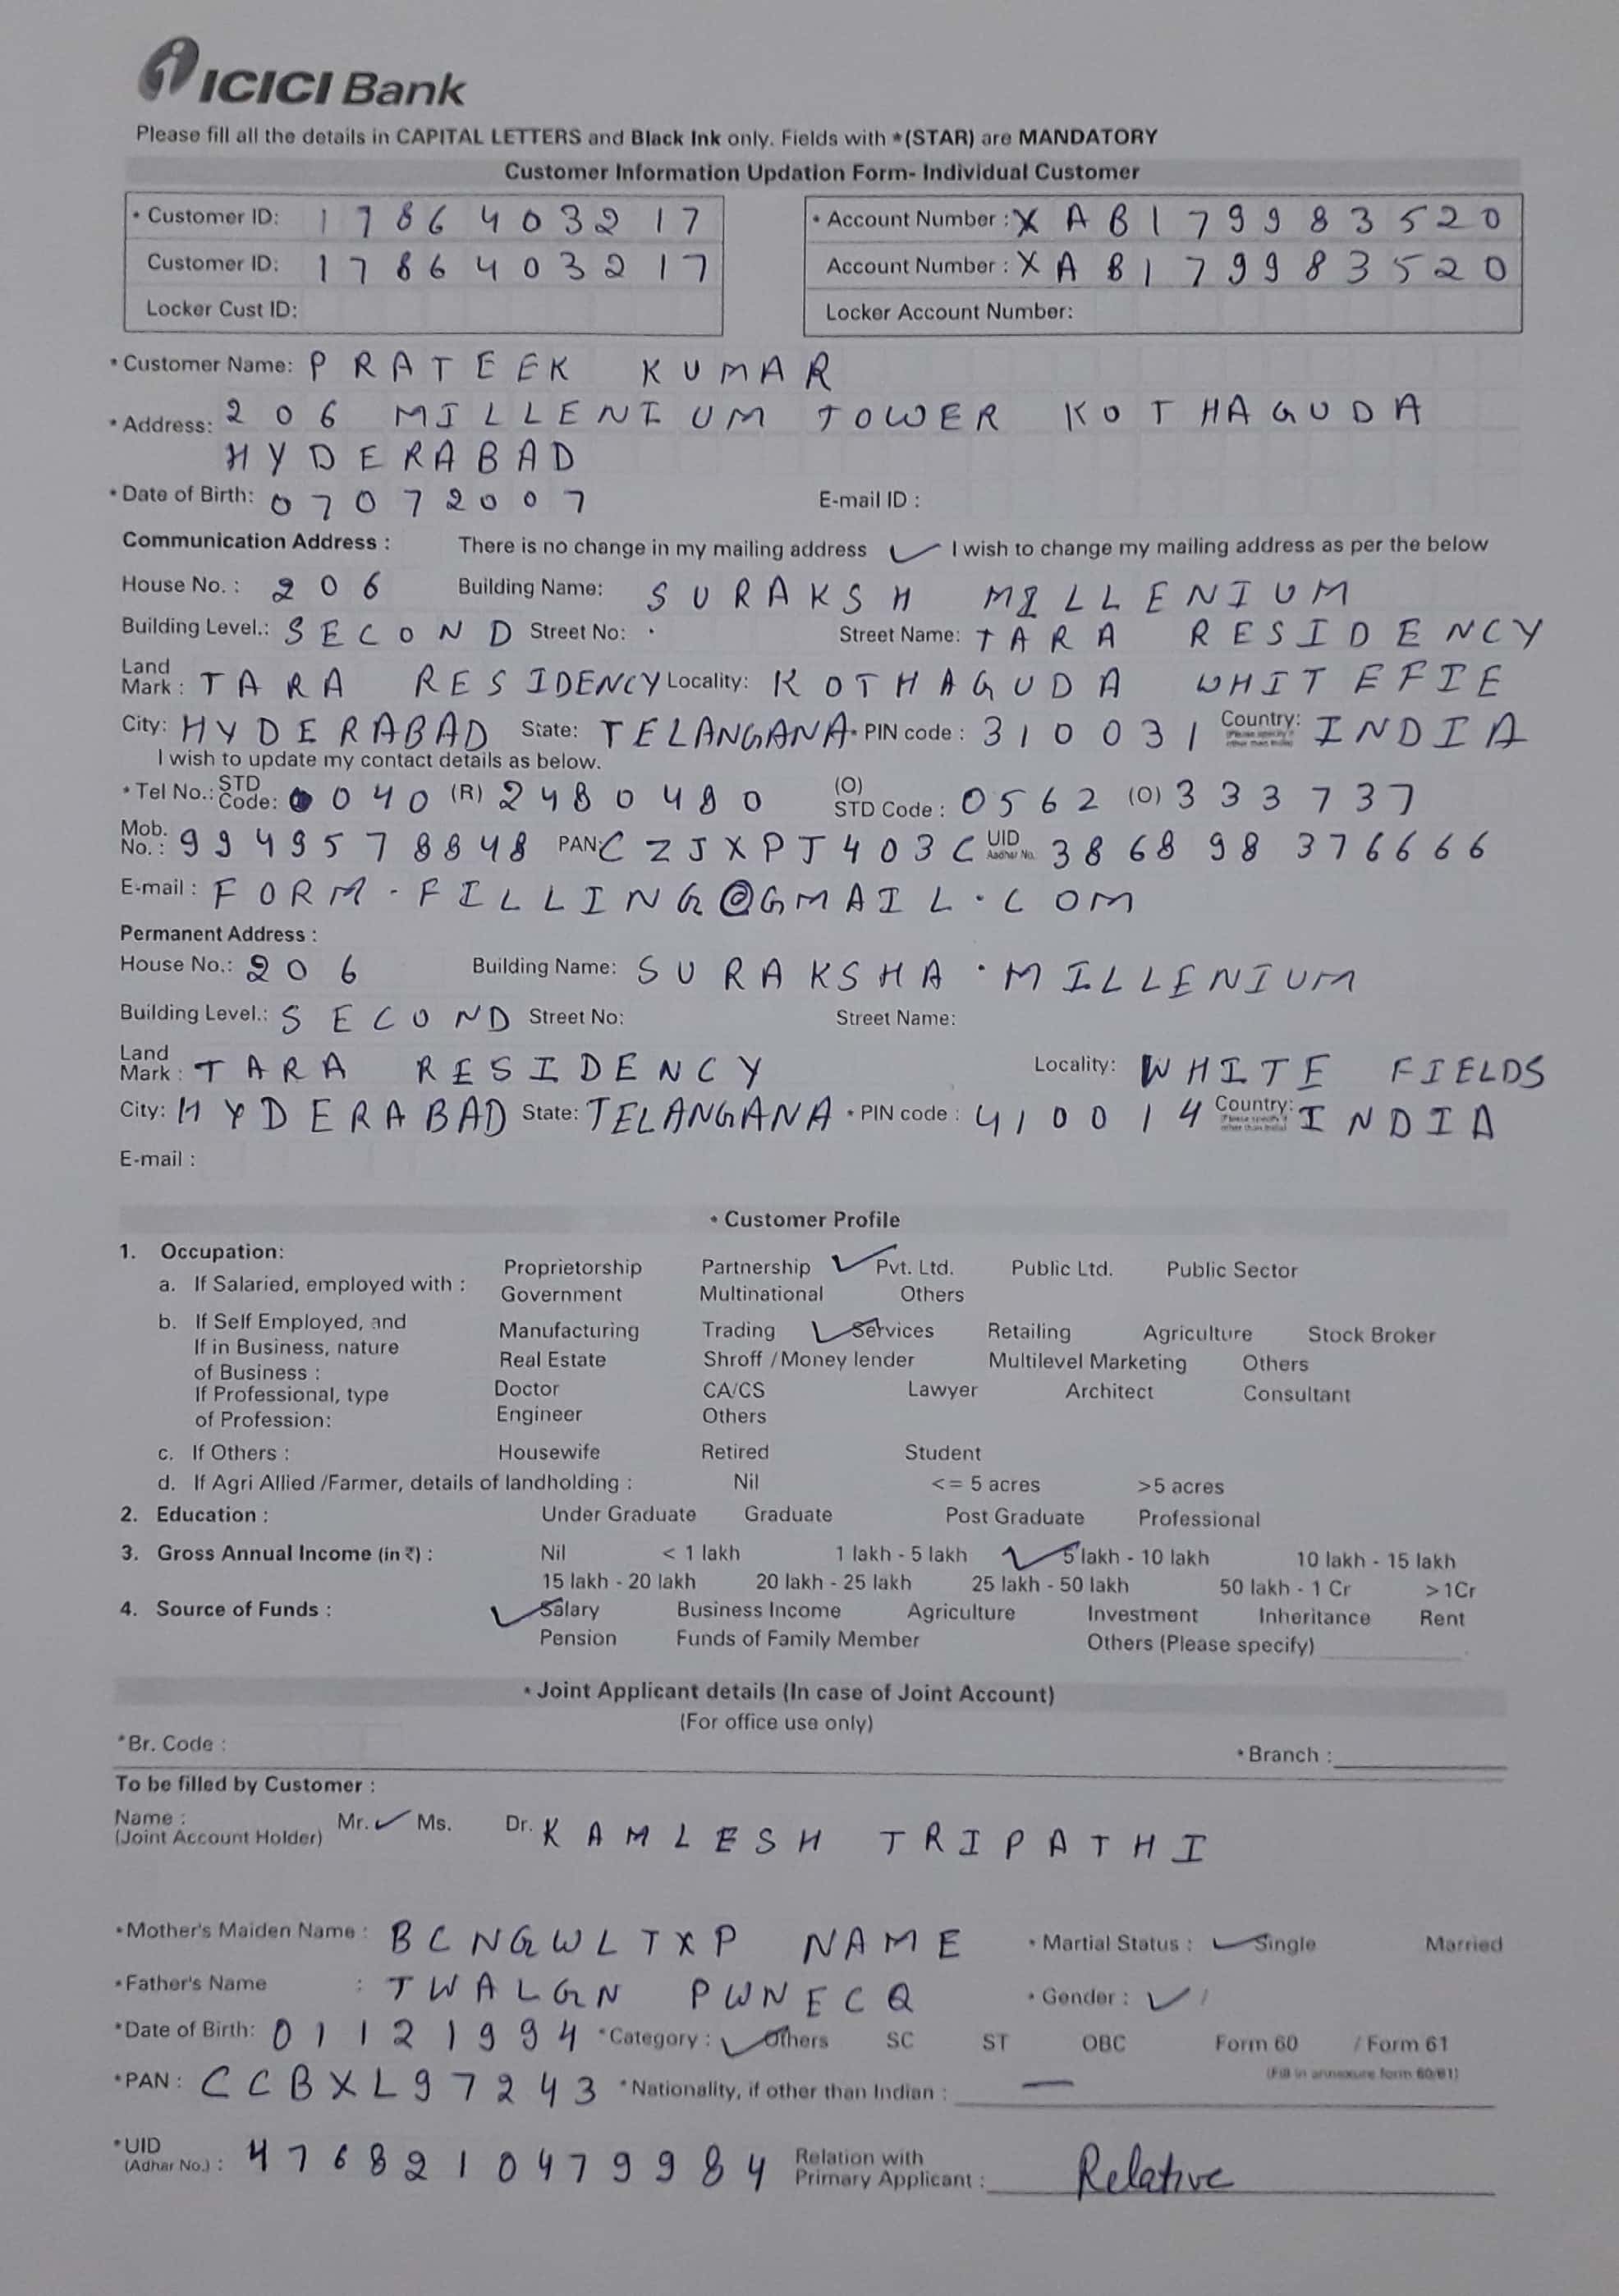 ICICI Bank
Please fill all the details in CAPITAL LETTERS and Black Ink only. Fields with *(STAR) are MANDATORY
Customer Information Updation Form- Individual Customer
* Customer ID: 1786403217 * Account Number : XAB179983520
Customer ID: 1786403217 Account Number : XAB179983520
Locker Cust ID: Locker Account Number:
* Customer Name: PRATEEK KUMAR
* Address: 206 MILLENIUM TOWER KOTHAGUDA
HYDERABAD
* Date of Birth: 07072007 E-mail ID :
Communication Address : There is no change in my mailing address ✓ I wish to change my mailing address as per the below
House No. : 206 Building Name: SURAKSH MILLENIUM
Building Level.: SECOND Street No: Street Name: TARA RESIDENCY
Land Mark : TARA RESIDENCY Locality: KOTHAGUDA WHITEFIE
City: HYDERABAD State: TELANGANA * PIN code : 310031 Country: (Please specify if other than India) INDIA
I wish to update my contact details as below.
* Tel No.: STD Code: 040 (R) 2480480 (O) STD Code : 0562 (O) 333737
Mob. No. : 9949578848 PAN CZJXPJ403C UID Aadhar No. 386898376666
E-mail : FORM.FILLING@GMAIL.COM
Permanent Address :
House No.: 206 Building Name: SURAKSHA MILLENIUM
Building Level.: SECOND Street No: Street Name:
Land Mark : TARA RESIDENCY Locality: WHITE FIELDS
City: HYDERABAD State: TELANGANA * PIN code : 410014 Country: (Please specify if other than India) INDIA
E-mail :
* Customer Profile
1. Occupation:
a. If Salaried, employed with : Proprietorship Partnership ✓ Pvt. Ltd. Public Ltd. Public Sector
Government Multinational Others
b. If Self Employed, and If in Business, nature of Business : Manufacturing Trading ✓ Services Retailing Agriculture Stock Broker
Real Estate Shroff /Money lender Multilevel Marketing Others
If Professional, type of Profession: Doctor CA/CS Lawyer Architect Consultant
Engineer Others
c. If Others : Housewife Retired Student
d. If Agri Allied /Farmer, details of landholding : Nil <= 5 acres >5 acres
2. Education : Under Graduate Graduate Post Graduate Professional
3. Gross Annual Income (in ₹) : Nil < 1 lakh 1 lakh - 5 lakh ✓ 5 lakh - 10 lakh 10 lakh - 15 lakh
15 lakh - 20 lakh 20 lakh - 25 lakh 25 lakh - 50 lakh 50 lakh - 1 Cr >1Cr
4. Source of Funds : ✓ Salary Business Income Agriculture Investment Inheritance Rent
Pension Funds of Family Member Others (Please specify)
* Joint Applicant details (In case of Joint Account)
(For office use only)
*Br. Code : * Branch :
To be filled by Customer :
Name : (Joint Account Holder) Mr. ✓ Ms. Dr. KAMLESH TRIPATHI
*Mother's Maiden Name : BCNGWLTXP NAME * Martial Status : ✓ Single Married
*Father's Name : TWALGN PWNECQ * Gender : ✓ /
*Date of Birth: 01121994 *Category : ✓ Others SC ST OBC Form 60 / Form 61
(Fill in annexure form 60/61)
*PAN : CCBXL97243 *Nationality, if other than Indian : —
*UID (Adhar No.) : 4768210479984 Relation with Primary Applicant : Relative